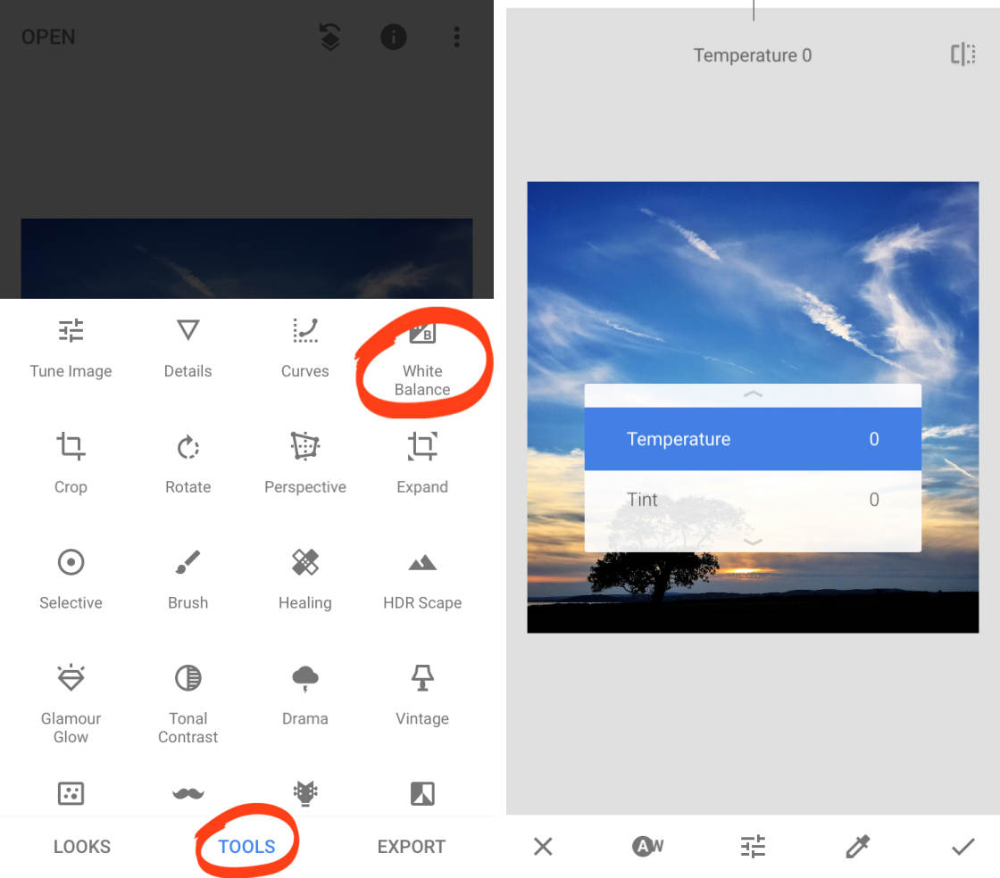 OPEN
Tune Image
Details
Curves
White
Balance
Crop
Rotate
Perspective
Expand
Selective
Brush
Healing
HDR Scape
Glamour
Glow
Tonal
Contrast
Drama
Vintage
LOOKS
TOOLS
EXPORT
Temperature 0
Temperature 0
Tint 0
AW